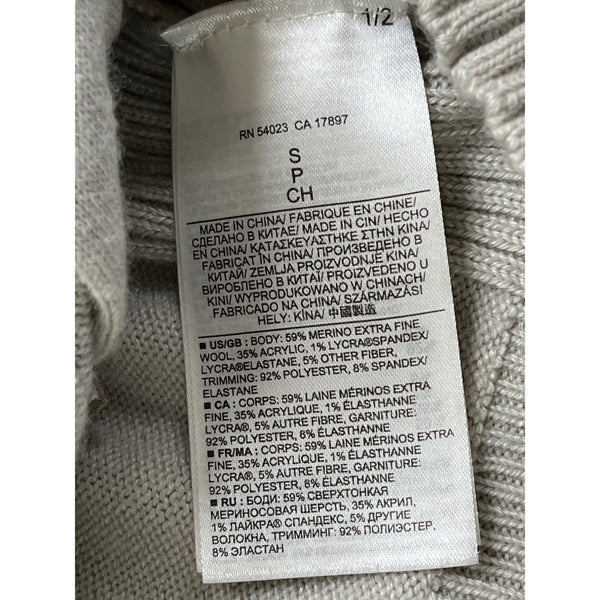 1/2
RN 54023 CA 17897
S
P
CH
MADE IN CHINA/ FABRIQUE EN CHINE/
СДЕЛАНО В КИТАЕ/ MADE IN CIN/ HECHO
EN CHINA/ ΚΑΤΑΣΚΕΥΑΣΤΗΚΕ ΣΤΗΝ ΚΙΝΑ/
FABRICAT ÎN CHINA/ ПРОИЗВЕДЕНО В
КИТАЙ/ ZEMLJA PROIZVODNJE KINA/
ВИРОБЛЕНО В КИТАЇ/ PROIZVEDENO U
KINI/ WYPRODUKOWANO W CHINACH/
FABRICADO NA CHINA/ SZÁRMAZÁSI
HELY: KÍNA/ 中國製造
■ US/GB : BODY: 59% MERINO EXTRA FINE
WOOL, 35% ACRYLIC, 1% LYCRA®SPANDEX/
LYCRA®ELASTANE, 5% OTHER FIBER,
TRIMMING: 92% POLYESTER, 8% SPANDEX/
ELASTANE
■ CA : CORPS: 59% LAINE MÉRINOS EXTRA
FINE, 35% ACRYLIQUE, 1% ÉLASTHANNE
LYCRA®, 5% AUTRE FIBRE, GARNITURE:
92% POLYESTER, 8% ÉLASTHANNE
■ FR/MA : CORPS: 59% LAINE MÉRINOS EXTRA
FINE, 35% ACRYLIQUE, 1% ÉLASTHANNE
LYCRA®, 5% AUTRE FIBRE, GARNITURE:
92% POLYESTER, 8% ÉLASTHANNE
■ RU : БОДИ: 59% СВЕРХТОНКАЯ
МЕРИНОСОВАЯ ШЕРСТЬ, 35% АКРИЛ,
1% ЛАЙКРА® СПАНДЕКС, 5% ДРУГИЕ
ВОЛОКНА, ТРИММИНГ: 92% ПОЛИЭСТЕР,
8% ЭЛАСТАН